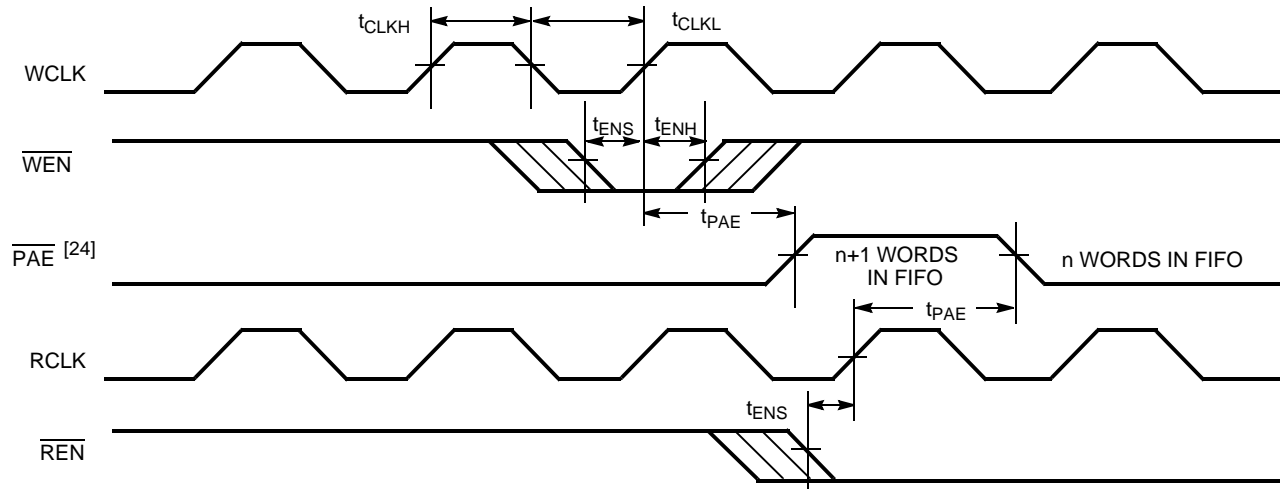 tCLKH
tCLKL
WCLK
tENS
tENH
WEN
tPAE
PAE [24]
n+1 WORDS
IN FIFO
n WORDS IN FIFO
tPAE
RCLK
tENS
REN